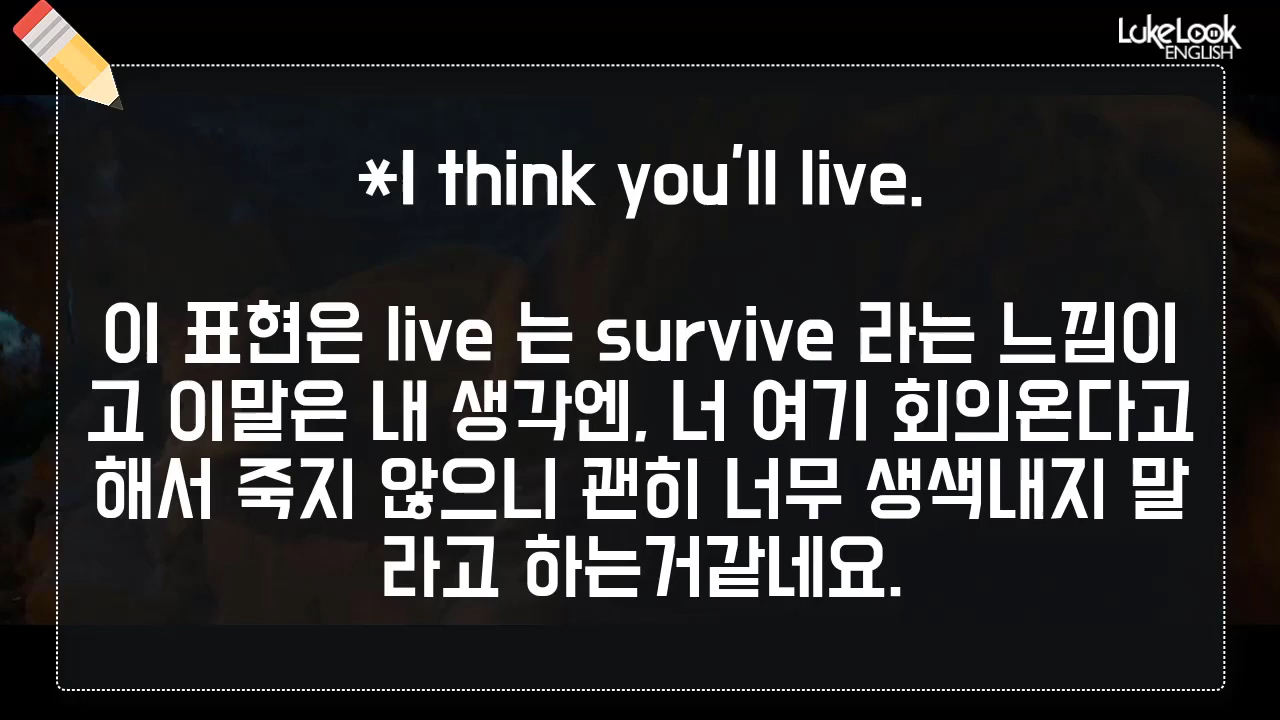 LukeLook
ENGLISH
*I think you'll live.
이 표현은 live 는 survive 라는 느낌이
고 이말은 내 생각엔, 너 여기 회의온다고
해서 죽지 않으니 괜히 너무 생색내지 말
라고 하는거같네요.